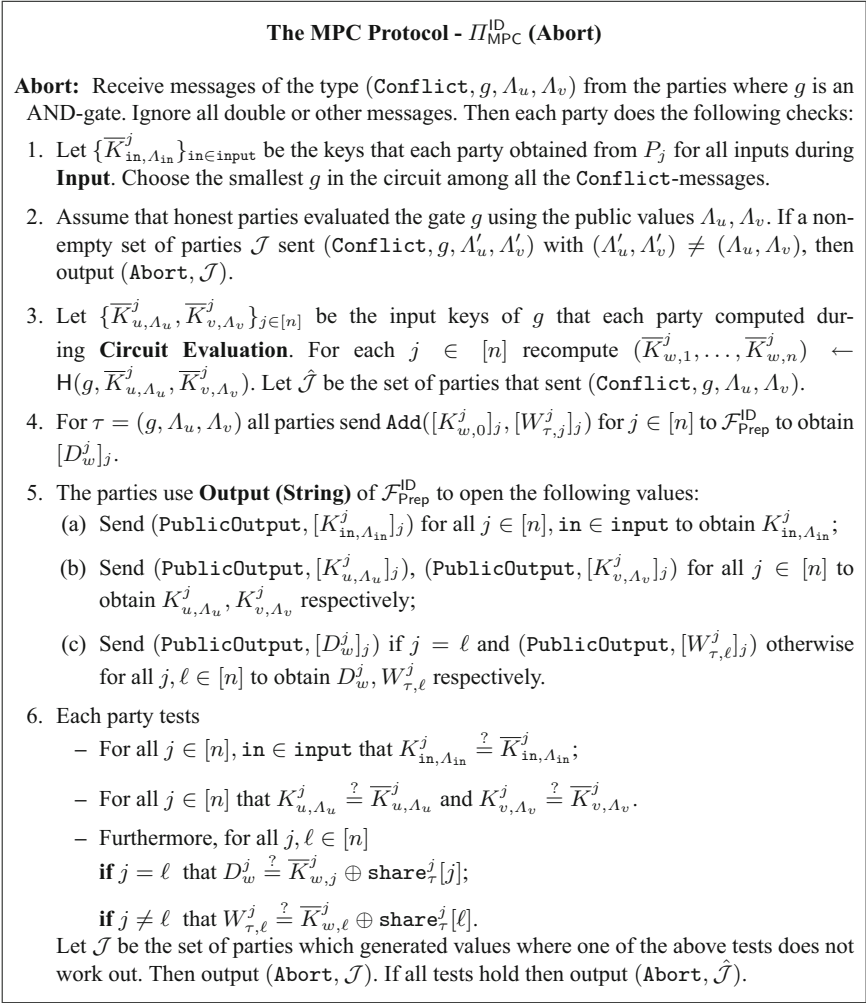 The MPC Protocol - Π_MPC^ID (Abort)
Abort: Receive messages of the type (Conflict, g, Λ_u, Λ_v) from the parties where g is an
AND-gate. Ignore all double or other messages. Then each party does the following checks:
1. Let {K̅^j_{in,Λ_in}}_{in∈input} be the keys that each party obtained from P_j for all inputs during
Input. Choose the smallest g in the circuit among all the Conflict-messages.
2. Assume that honest parties evaluated the gate g using the public values Λ_u, Λ_v. If a non-
empty set of parties 𝒥 sent (Conflict, g, Λ′_u, Λ′_v) with (Λ′_u, Λ′_v) ≠ (Λ_u, Λ_v), then
output (Abort, 𝒥).
3. Let {K̅^j_{u,Λ_u}, K̅^j_{v,Λ_v}}_{j∈[n]} be the input keys of g that each party computed dur-
ing Circuit Evaluation. For each j ∈ [n] recompute (K̅^j_{w,1}, . . . , K̅^j_{w,n}) ←
H(g, K̅^j_{u,Λ_u}, K̅^j_{v,Λ_v}). Let 𝒥̂ be the set of parties that sent (Conflict, g, Λ_u, Λ_v).
4. For τ = (g, Λ_u, Λ_v) all parties send Add([K^j_{w,0}]_j, [W^j_{τ,j}]_j) for j ∈ [n] to ℱ_Prep^ID to obtain
[D^j_w]_j.
5. The parties use Output (String) of ℱ_Prep^ID to open the following values:
(a) Send (PublicOutput, [K^j_{in,Λ_in}]_j) for all j ∈ [n], in ∈ input to obtain K^j_{in,Λ_in};
(b) Send (PublicOutput, [K^j_{u,Λ_u}]_j), (PublicOutput, [K^j_{v,Λ_v}]_j) for all j ∈ [n] to
obtain K^j_{u,Λ_u}, K^j_{v,Λ_v} respectively;
(c) Send (PublicOutput, [D^j_w]_j) if j = ℓ and (PublicOutput, [W^j_{τ,ℓ}]_j) otherwise
for all j, ℓ ∈ [n] to obtain D^j_w, W^j_{τ,ℓ} respectively.
6. Each party tests
– For all j ∈ [n], in ∈ input that K^j_{in,Λ_in} ≟ K̅^j_{in,Λ_in};
– For all j ∈ [n] that K^j_{u,Λ_u} ≟ K̅^j_{u,Λ_u} and K^j_{v,Λ_v} ≟ K̅^j_{v,Λ_v}.
– Furthermore, for all j, ℓ ∈ [n]
if j = ℓ that D^j_w ≟ K̅^j_{w,j} ⊕ share^j_τ[j];
if j ≠ ℓ that W^j_{τ,ℓ} ≟ K̅^j_{w,ℓ} ⊕ share^j_τ[ℓ].
Let 𝒥 be the set of parties which generated values where one of the above tests does not
work out. Then output (Abort, 𝒥). If all tests hold then output (Abort, 𝒥̂).